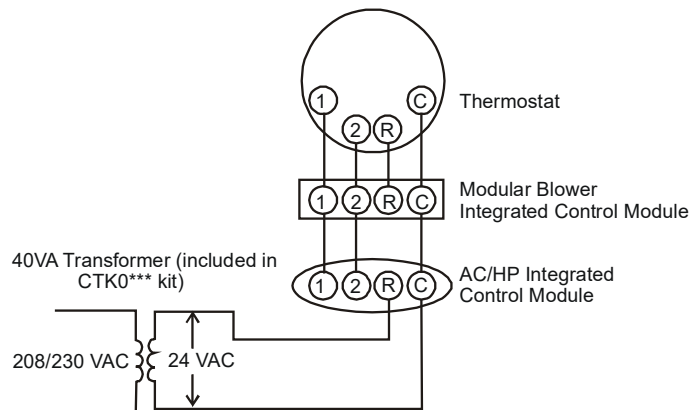 1
C
Thermostat
2 R
1 2 R C
Modular Blower
Integrated Control Module
40VA Transformer (included in
CTK0*** kit)
1 2 R C
AC/HP Integrated
Control Module
208/230 VAC
24 VAC